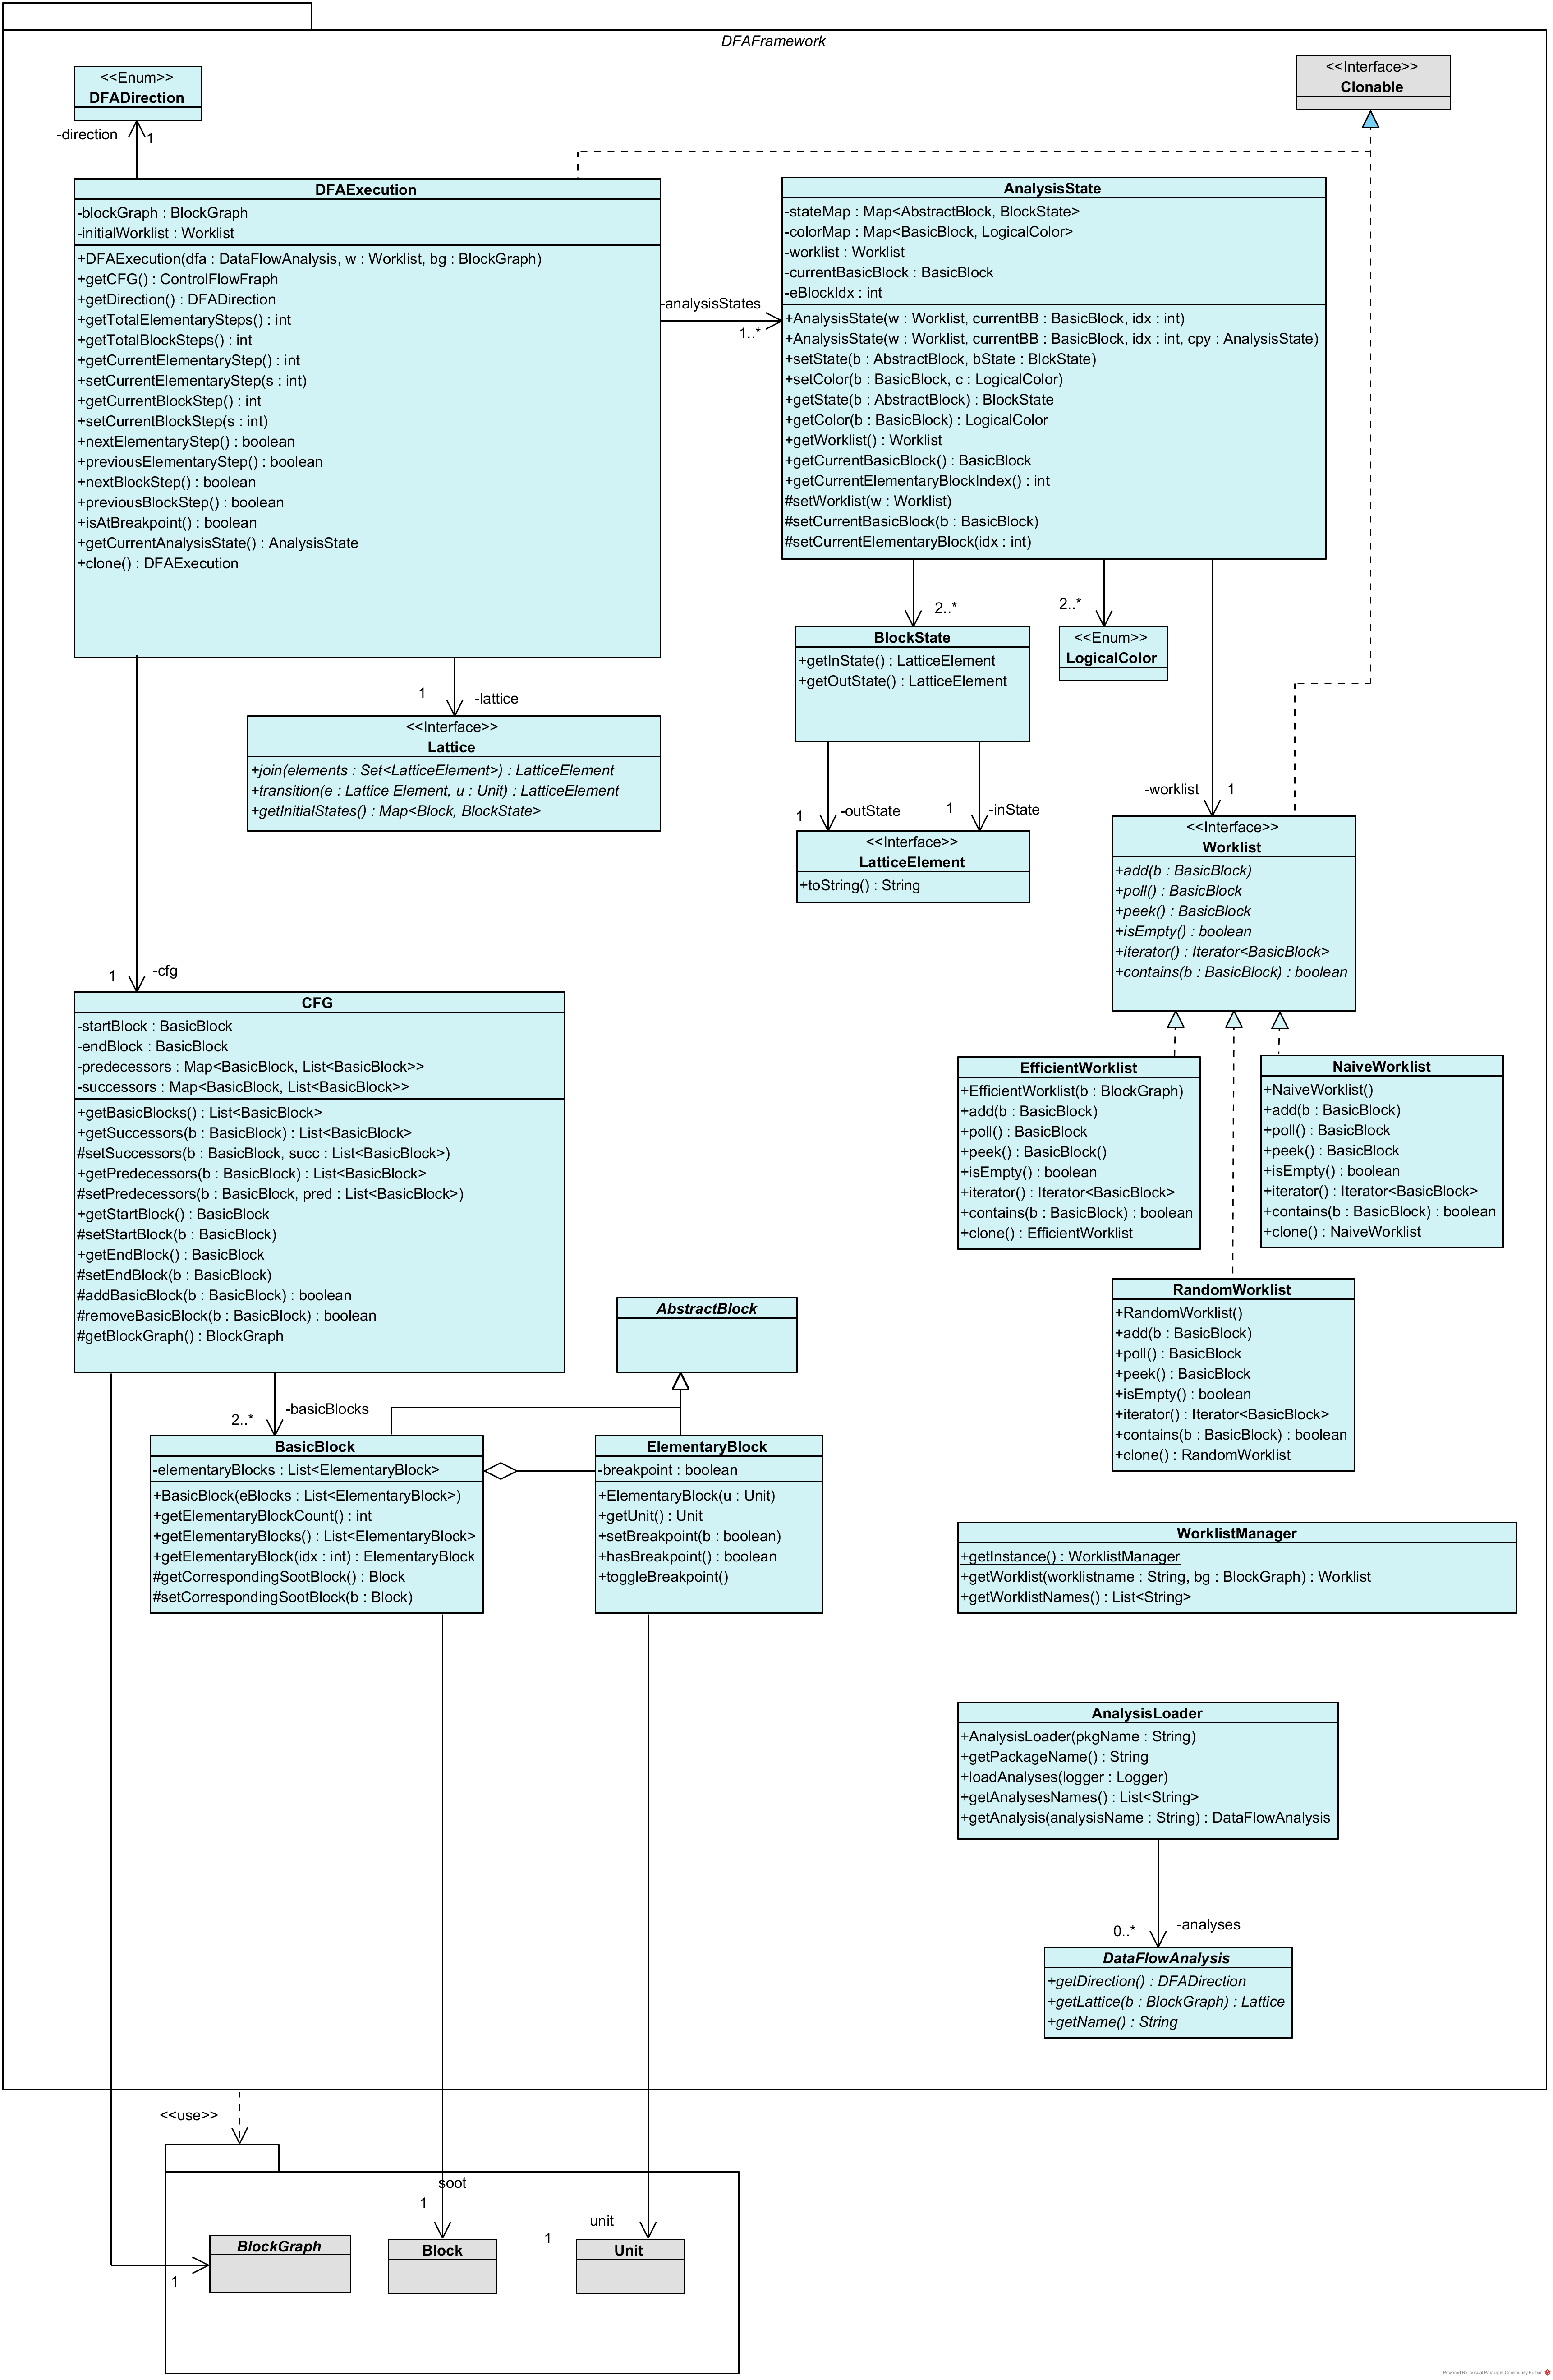 DFAFramework
<<Enum>>
DFADirection
<<Interface>>
Clonable
-direction
1
DFAExecution
-blockGraph : BlockGraph
-initialWorklist : Worklist
+DFAExecution(dfa : DataFlowAnalysis, w : Worklist, bg : BlockGraph)
+getCFG() : ControlFlowFraph
+getDirection() : DFADirection
+getTotalElementarySteps() : int
+getTotalBlockSteps() : int
+getCurrentElementaryStep() : int
+setCurrentElementaryStep(s : int)
+getCurrentBlockStep() : int
+setCurrentBlockStep(s : int)
+nextElementaryStep() : boolean
+previousElementaryStep() : boolean
+nextBlockStep() : boolean
+previousBlockStep() : boolean
+isAtBreakpoint() : boolean
+getCurrentAnalysisState() : AnalysisState
+clone() : DFAExecution
-analysisStates
1..*
AnalysisState
-stateMap : Map<AbstractBlock, BlockState>
-colorMap : Map<BasicBlock, LogicalColor>
-worklist : Worklist
-currentBasicBlock : BasicBlock
-eBlockIdx : int
+AnalysisState(w : Worklist, currentBB : BasicBlock, idx : int)
+AnalysisState(w : Worklist, currentBB : BasicBlock, idx : int, cpy : AnalysisState)
+setState(b : AbstractBlock, bState : BlckState)
+setColor(b : BasicBlock, c : LogicalColor)
+getState(b : AbstractBlock) : BlockState
+getColor(b : BasicBlock) : LogicalColor
+getWorklist() : Worklist
+getCurrentBasicBlock() : BasicBlock
+getCurrentElementaryBlockIndex() : int
#setWorklist(w : Worklist)
#setCurrentBasicBlock(b : BasicBlock)
#setCurrentElementaryBlock(idx : int)
2..*
2..*
BlockState
+getInState() : LatticeElement
+getOutState() : LatticeElement
<<Enum>>
LogicalColor
1
-lattice
<<Interface>>
Lattice
+join(elements : Set<LatticeElement>) : LatticeElement
+transition(e : Lattice Element, u : Unit) : LatticeElement
+getInitialStates() : Map<Block, BlockState>
1
-outState
1
-inState
-worklist
1
<<Interface>>
LatticeElement
+toString() : String
<<Interface>>
Worklist
+add(b : BasicBlock)
+poll() : BasicBlock
+peek() : BasicBlock
+isEmpty() : boolean
+iterator() : Iterator<BasicBlock>
+contains(b : BasicBlock) : boolean
1
-cfg
CFG
-startBlock : BasicBlock
-endBlock : BasicBlock
-predecessors : Map<BasicBlock, List<BasicBlock>>
-successors : Map<BasicBlock, List<BasicBlock>>
+getBasicBlocks() : List<BasicBlock>
+getSuccessors(b : BasicBlock) : List<BasicBlock>
#setSuccessors(b : BasicBlock, succ : List<BasicBlock>)
+getPredecessors(b : BasicBlock) : List<BasicBlock>
#setPredecessors(b : BasicBlock, pred : List<BasicBlock>)
+getStartBlock() : BasicBlock
#setStartBlock(b : BasicBlock)
+getEndBlock() : BasicBlock
#setEndBlock(b : BasicBlock)
#addBasicBlock(b : BasicBlock) : boolean
#removeBasicBlock(b : BasicBlock) : boolean
#getBlockGraph() : BlockGraph
EfficientWorklist
+EfficientWorklist(b : BlockGraph)
+add(b : BasicBlock)
+poll() : BasicBlock
+peek() : BasicBlock()
+isEmpty() : boolean
+iterator() : Iterator<BasicBlock>
+contains(b : BasicBlock) : boolean
+clone() : EfficientWorklist
NaiveWorklist
+NaiveWorklist()
+add(b : BasicBlock)
+poll() : BasicBlock
+peek() : BasicBlock
+isEmpty() : boolean
+iterator() : Iterator<BasicBlock>
+contains(b : BasicBlock) : boolean
+clone() : NaiveWorklist
RandomWorklist
+RandomWorklist()
+add(b : BasicBlock)
+poll() : BasicBlock
+peek() : BasicBlock
+isEmpty() : boolean
+iterator() : Iterator<BasicBlock>
+contains(b : BasicBlock) : boolean
+clone() : RandomWorklist
AbstractBlock
2..*
-basicBlocks
BasicBlock
-elementaryBlocks : List<ElementaryBlock>
+BasicBlock(eBlocks : List<ElementaryBlock>)
+getElementaryBlockCount() : int
+getElementaryBlocks() : List<ElementaryBlock>
+getElementaryBlock(idx : int) : ElementaryBlock
#getCorrespondingSootBlock() : Block
#setCorrespondingSootBlock(b : Block)
ElementaryBlock
-breakpoint : boolean
+ElementaryBlock(u : Unit)
+getUnit() : Unit
+setBreakpoint(b : boolean)
+hasBreakpoint() : boolean
+toggleBreakpoint()
WorklistManager
+getInstance() : WorklistManager
+getWorklist(worklistname : String, bg : BlockGraph) : Worklist
+getWorklistNames() : List<String>
AnalysisLoader
+AnalysisLoader(pkgName : String)
+getPackageName() : String
+loadAnalyses(logger : Logger)
+getAnalysesNames() : List<String>
+getAnalysis(analysisName : String) : DataFlowAnalysis
0..*
-analyses
DataFlowAnalysis
+getDirection() : DFADirection
+getLattice(b : BlockGraph) : Lattice
+getName() : String
<<use>>
soot
1
unit
1
BlockGraph
Block
Unit
1
Powered By Visual Paradigm Community Edition